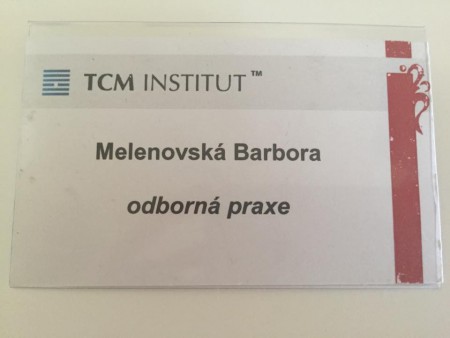 TCM INSTITUT™
Melenovská Barbora
odborná praxe